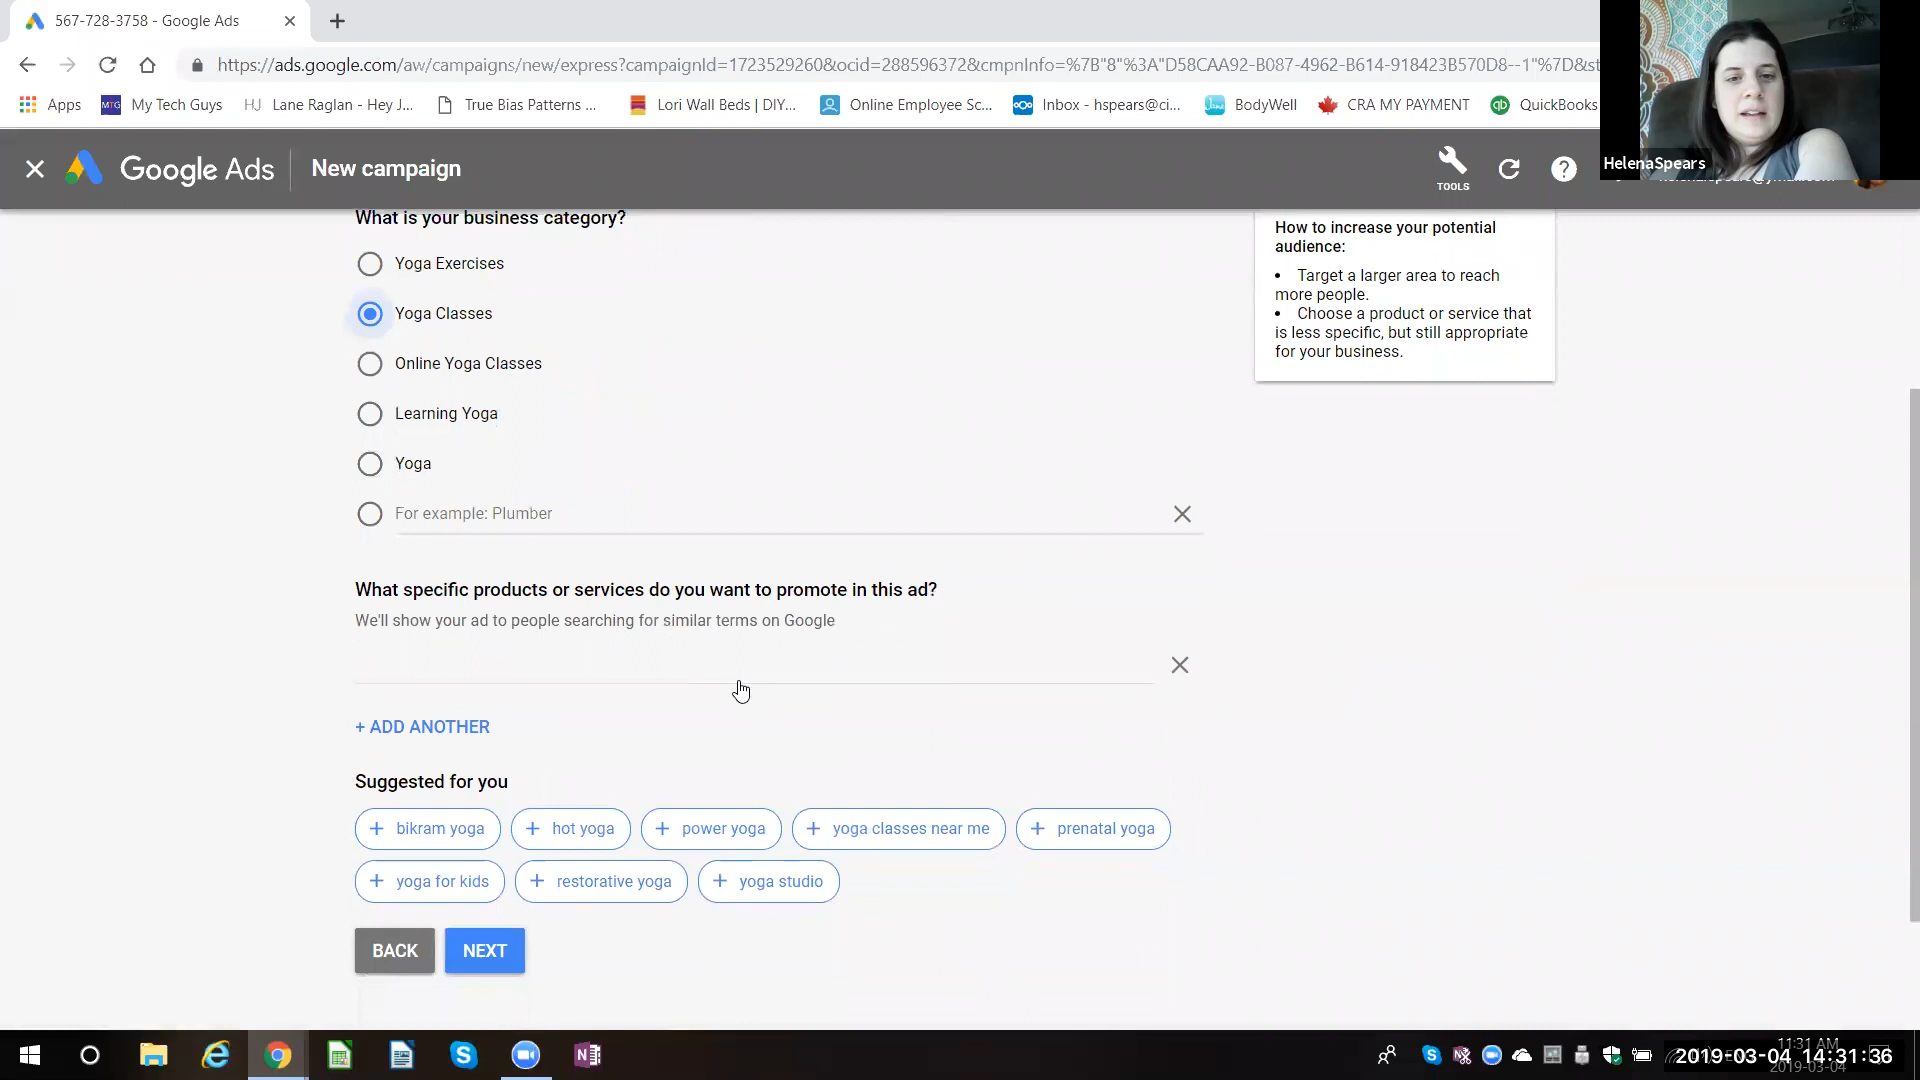 567-728-3758 - Google Ads
https://ads.google.com/aw/campaigns/new/express?campaignId=1723529260&ocid=288596372&cmpnInfo=%7B"8"%3A"D58CAA92-B087-4962-B614-918423B570D8--1"%7D&st
Apps
My Tech Guys
Lane Raglan - Hey J...
True Bias Patterns ...
Lori Wall Beds | DIY...
Online Employee Sc...
Inbox - hspears@ci...
BodyWell
CRA MY PAYMENT
QuickBooks
HelenaSpears
Google Ads
New campaign
TOOLS
What is your business category?
Yoga Exercises
Yoga Classes
Online Yoga Classes
Learning Yoga
Yoga
For example: Plumber
How to increase your potential
audience:
• Target a larger area to reach
more people.
• Choose a product or service that
is less specific, but still appropriate
for your business.
What specific products or services do you want to promote in this ad?
We'll show your ad to people searching for similar terms on Google
+ ADD ANOTHER
Suggested for you
+ bikram yoga
+ hot yoga
+ power yoga
+ yoga classes near me
+ prenatal yoga
+ yoga for kids
+ restorative yoga
+ yoga studio
BACK
NEXT
11:31 AM
2019-03-04 14:31:36
2019-03-04